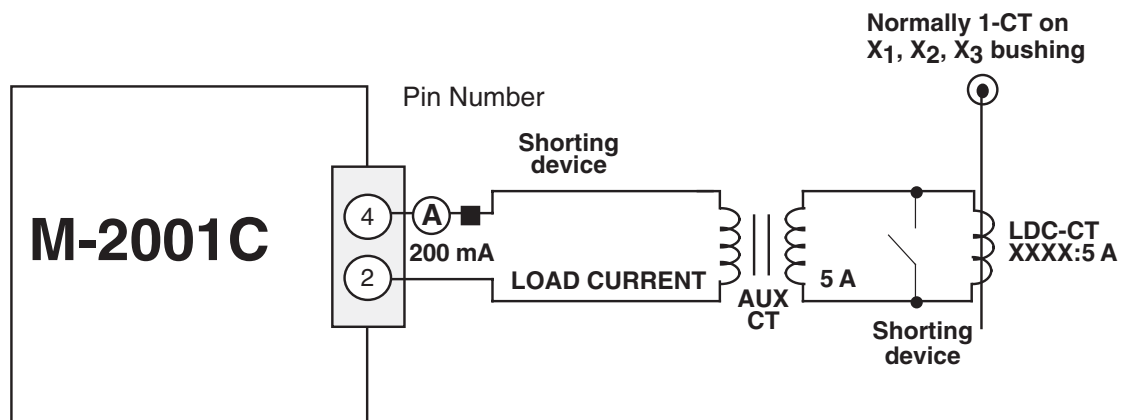 Normally 1-CT on
X1, X2, X3 bushing
Pin Number
Shorting
device
M-2001C
4
A
200 mA
2
LOAD CURRENT
AUX
CT
5 A
LDC-CT
XXXX:5 A
Shorting
device